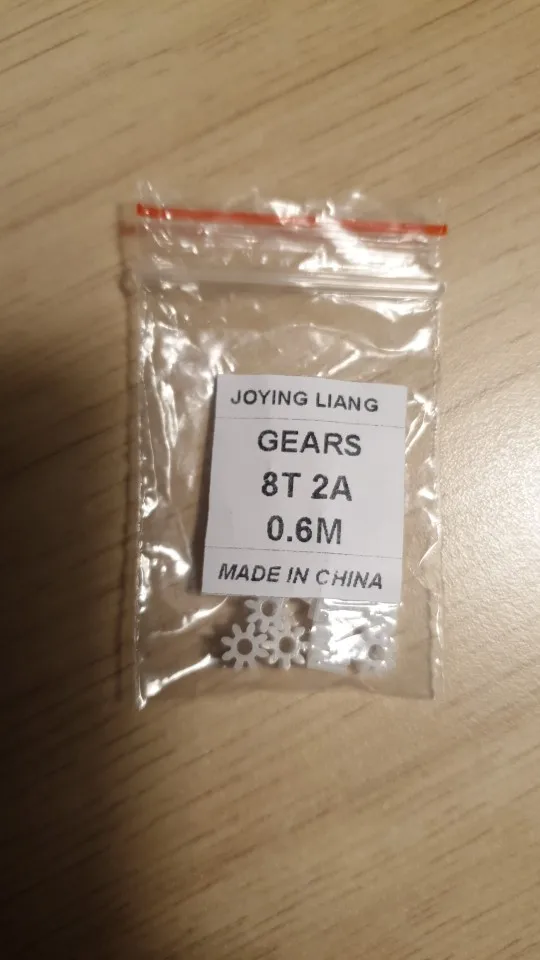 JOYING LIANG
GEARS
8T 2A
0.6M
MADE IN CHINA